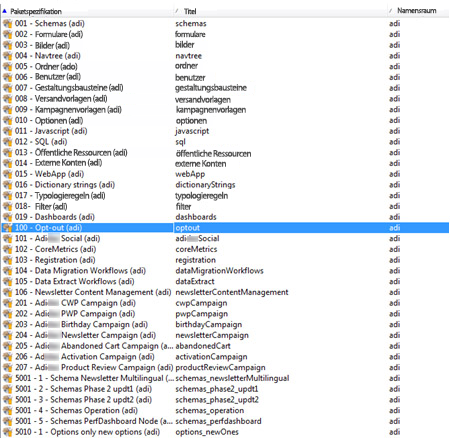 Paketspezifikation Titel Namensraum
001 - Schemas (adi) schemas adi
002 - Formulare (adi) formulare adi
003 - Bilder (adi) bilder adi
004 - Navtree (adi) navtree adi
005 - Ordner (adio) ordner adi
006 - Benutzer (adi) benutzer adi
007 - Gestaltungsbausteine (adi) gestaltungsbausteine adi
008 - Versandvorlagen (adi) versandvorlagen adi
009 - Kampagnenvorlagen (adi) kampagnenvorlagen adi
010 - Optionen (adi) optionen adi
011 - Javascript (adi) javascript adi
012 - SQL (adi) sql adi
013 - Öffentliche Ressourcen (adi) öffentliche Ressourcen adi
014 - Externe Konten (adi) externe Konten adi
015 - WebApp (adi) webApp adi
016 - Dictionary strings (adi) dictionaryStrings adi
017 - Typologieregeln (adi) typologieregeln adi
018- Filter (adi) filter adi
019 - Dashboards (adi) dashboards adi
100 - Opt-out (adi) optout adi
101 - Adi Social (adi) adi Social adi
102 - CoreMetrics (adi) coreMetrics adi
103 - Registration (adi) registration adi
104 - Data Migration Workflows (adi) dataMigrationWorkflows adi
105 - Data Extract Workflows (adi) dataExtract adi
106 - Newsletter Content Management (adi) newsletterContentManagement adi
201 - Adi CWP Campaign (adi) cwpCampaign adi
202 - Adi PWP Campaign (adi) pwpCampaign adi
203 - Adi Birthday Campaign (adi) birthdayCampaign adi
204 - Adi Newsletter Campaign (adi) newsletterCampaign adi
205 - Adi Abandoned Cart Campaign (a... abandonedCart adi
206 - Adi Activation Campaign (adi) activationCampaign adi
207 - Adi Product Review Campaign (adi) productReviewCampaign adi
5001 - 1 - Schema Newsletter Multilingual (adi) schemas_newsletterMultilingual adi
5001 - 2 - Schemas Phase 2 updt1 (adi) schemas_phase2_updt1 adi
5001 - 3 - Schemas Phase 2 updt2 (adi) schemas_phase2_updt2 adi
5001 - 4 - Schemas Operation (adi) schemas_operation adi
5001 - 5 - Schemas PerfDashboard Node (a... schemas_perfdashboard adi
5010 - 1 - Options only new options (adi) options_newOnes adi